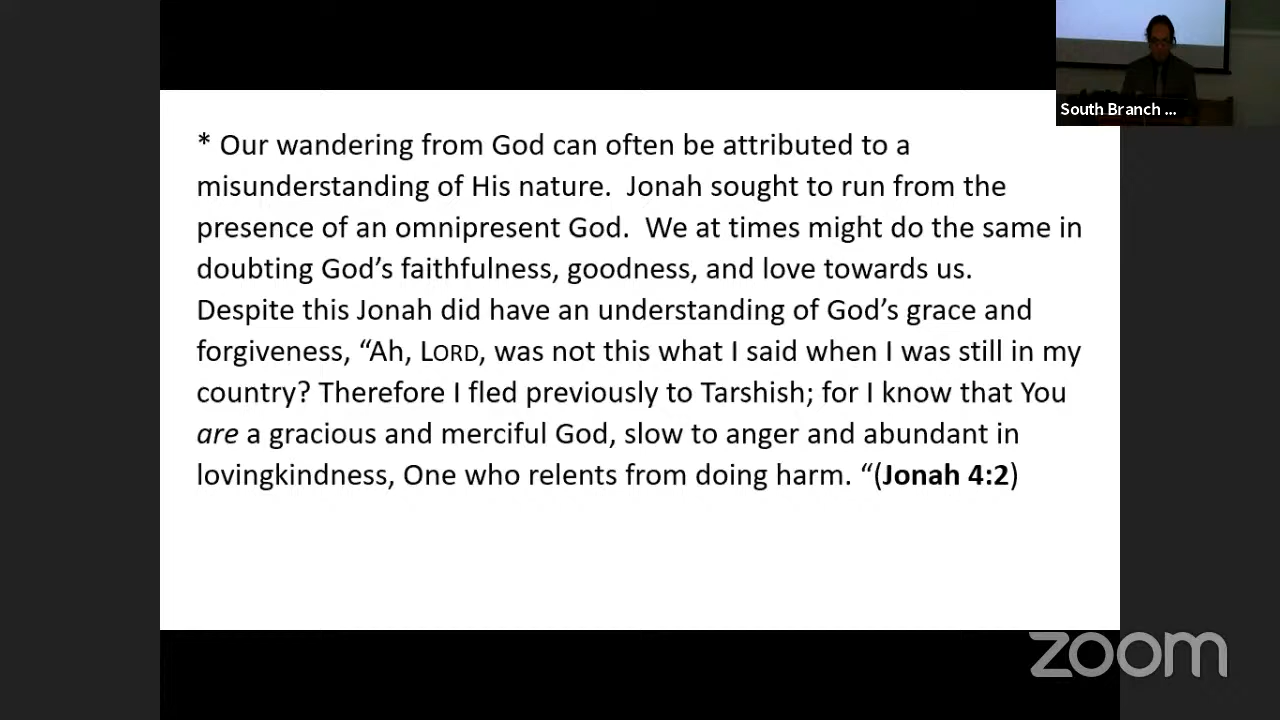 South Branch ...
* Our wandering from God can often be attributed to a
misunderstanding of His nature.  Jonah sought to run from the
presence of an omnipresent God.  We at times might do the same in
doubting God’s faithfulness, goodness, and love towards us.
Despite this Jonah did have an understanding of God’s grace and
forgiveness, “Ah, LORD, was not this what I said when I was still in my
country? Therefore I fled previously to Tarshish; for I know that You
are a gracious and merciful God, slow to anger and abundant in
lovingkindness, One who relents from doing harm. “(Jonah 4:2)
zoom